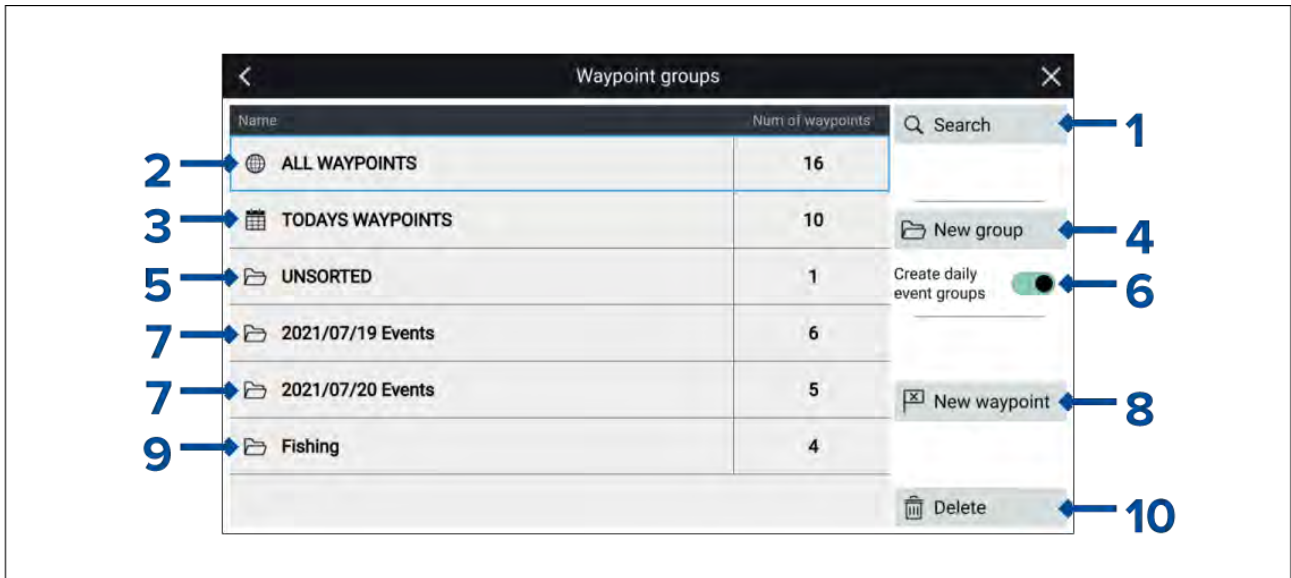 Waypoint groups
Name Num of waypoints
Search 1
2 ALL WAYPOINTS 16
3 TODAYS WAYPOINTS 10
New group 4
5 UNSORTED 1
Create daily
event groups 6
7 2021/07/19 Events 6
7 2021/07/20 Events 5
New waypoint 8
9 Fishing 4
Delete 10